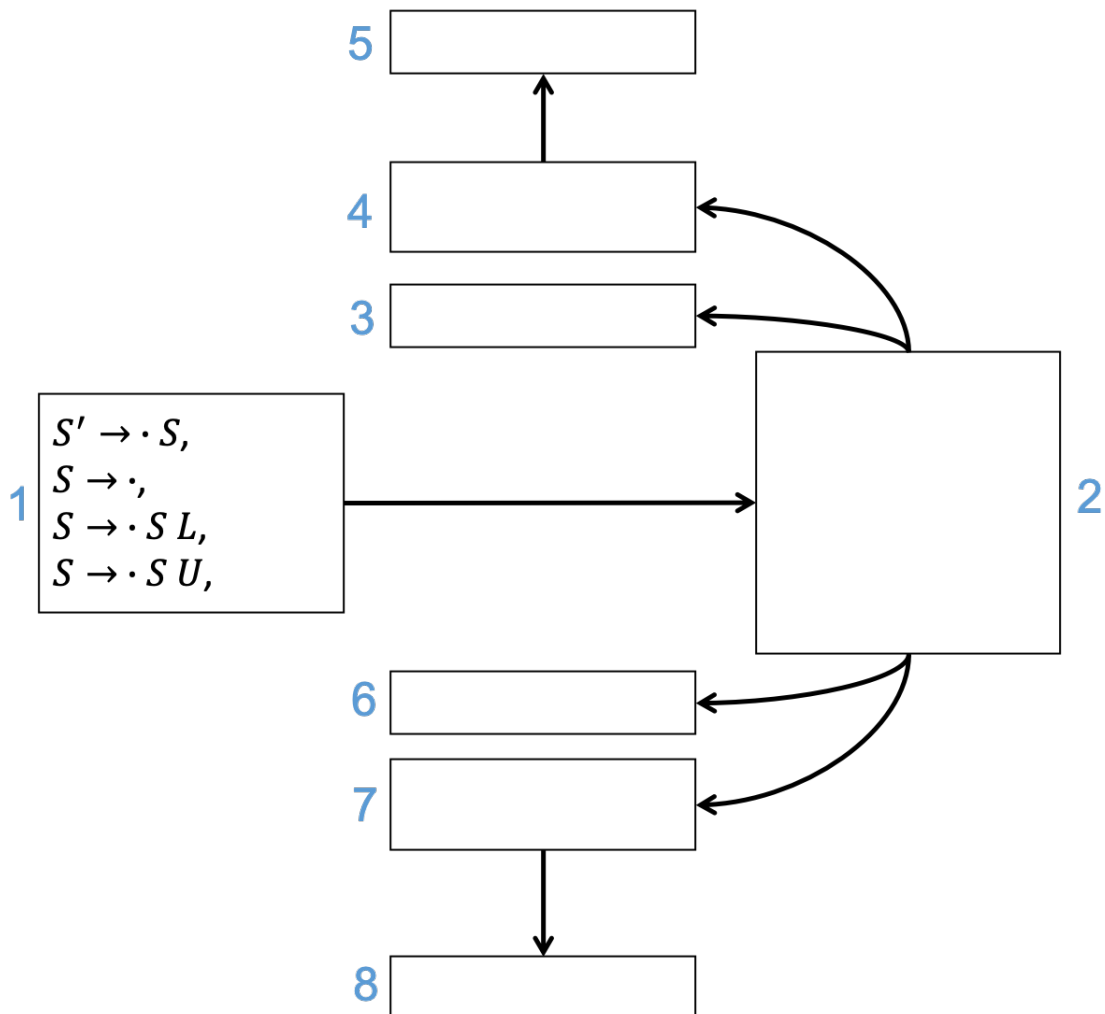 5
4
3
S′ → · S,
S → ·,
1
2
S → · S L,
S → · S U,
6
7
8